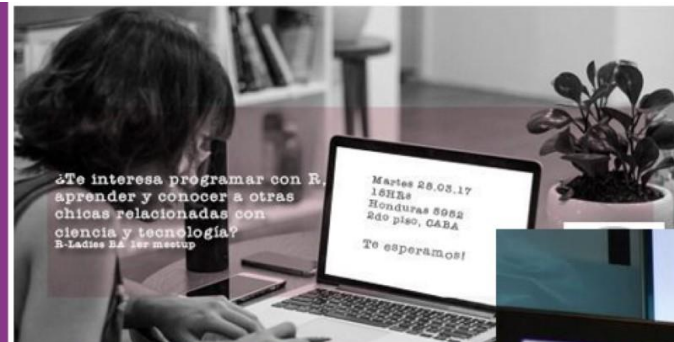 ¿Te interesa programar con R,
aprender y conocer a otras
chicas relacionadas con
ciencia y tecnología?
R-Ladies BA 1er meetup
Martes 28.03.17
18HRs
Honduras 5952
2do piso, CABA
Te esperamos!